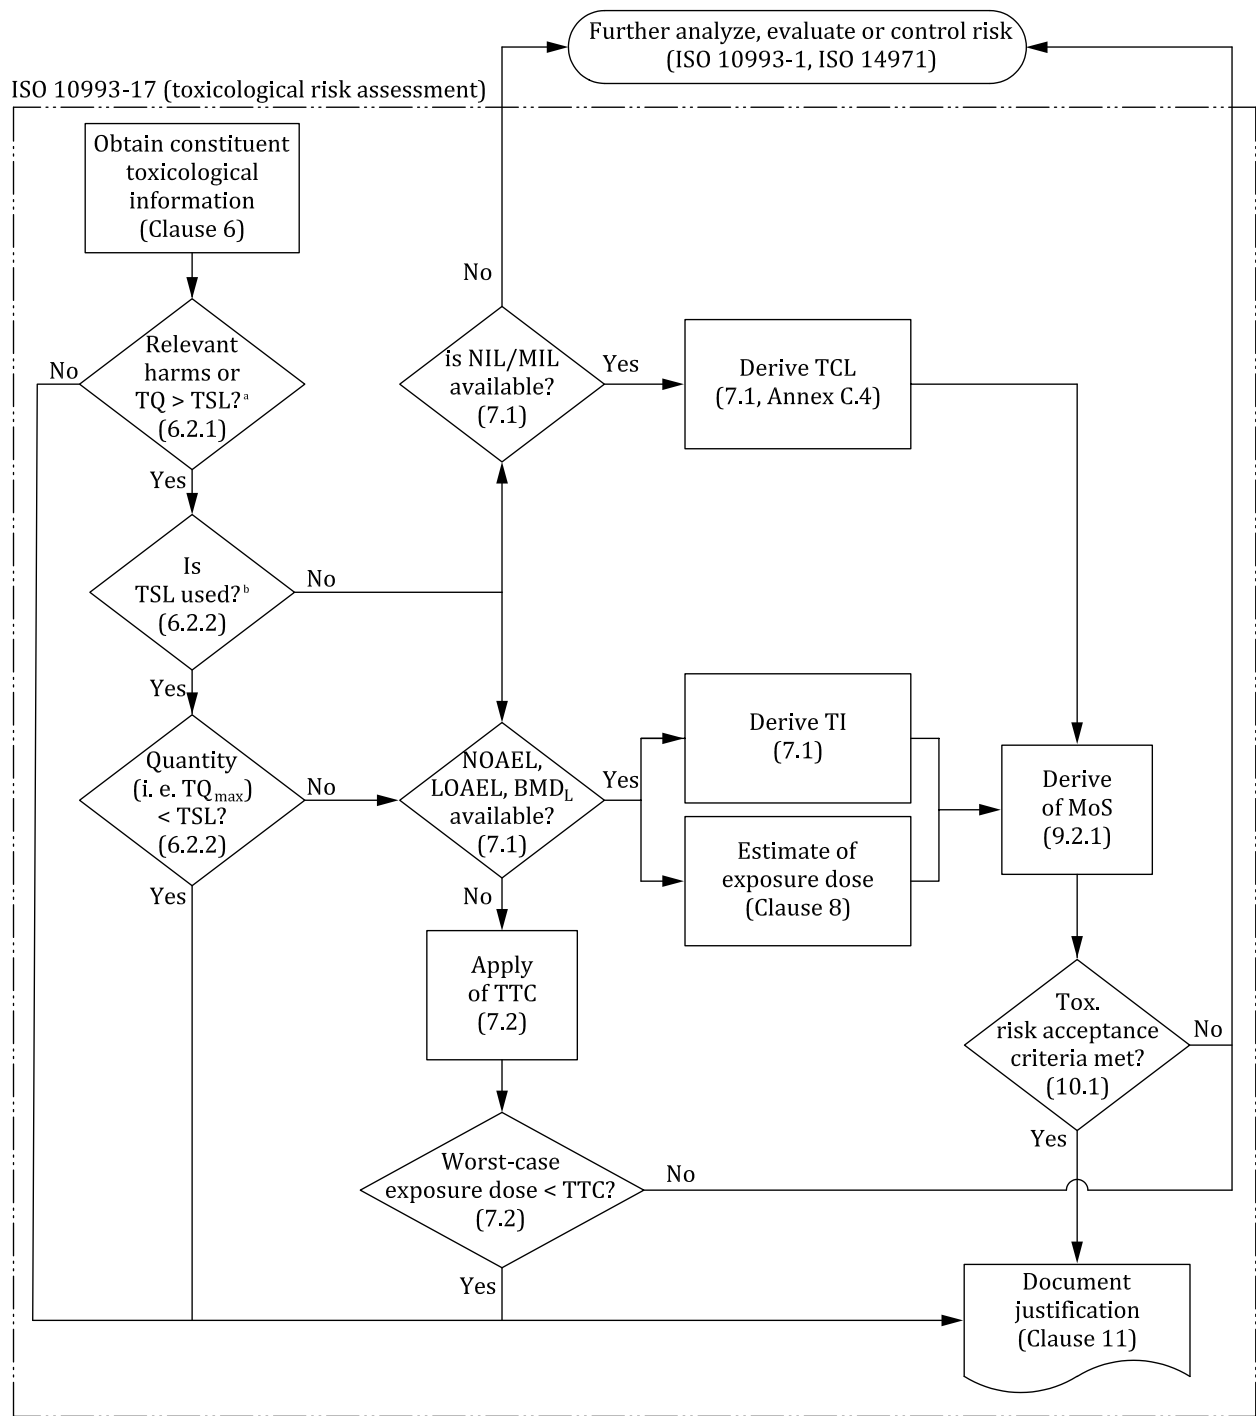 Further analyze, evaluate or control risk
(ISO 10993-1, ISO 14971)
ISO 10993-17 (toxicological risk assessment)
Obtain constituent
toxicological
information
(Clause 6)
No
Relevant
harms or
TQ > TSL? a
(6.2.1)
Yes
No
is NIL/MIL
available?
(7.1)
Yes
Derive TCL
(7.1, Annex C.4)
Is
TSL used? b
(6.2.2)
No
Yes
Quantity
(i. e. TQmax)
< TSL?
(6.2.2)
No
Yes
NOAEL,
LOAEL, BMDL
available?
(7.1)
Yes
No
Derive TI
(7.1)
Estimate of
exposure dose
(Clause 8)
Derive
of MoS
(9.2.1)
Apply
of TTC
(7.2)
Tox.
risk acceptance
criteria met?
(10.1)
No
Yes
Worst-case
exposure dose < TTC?
(7.2)
No
Yes
Document
justification
(Clause 11)